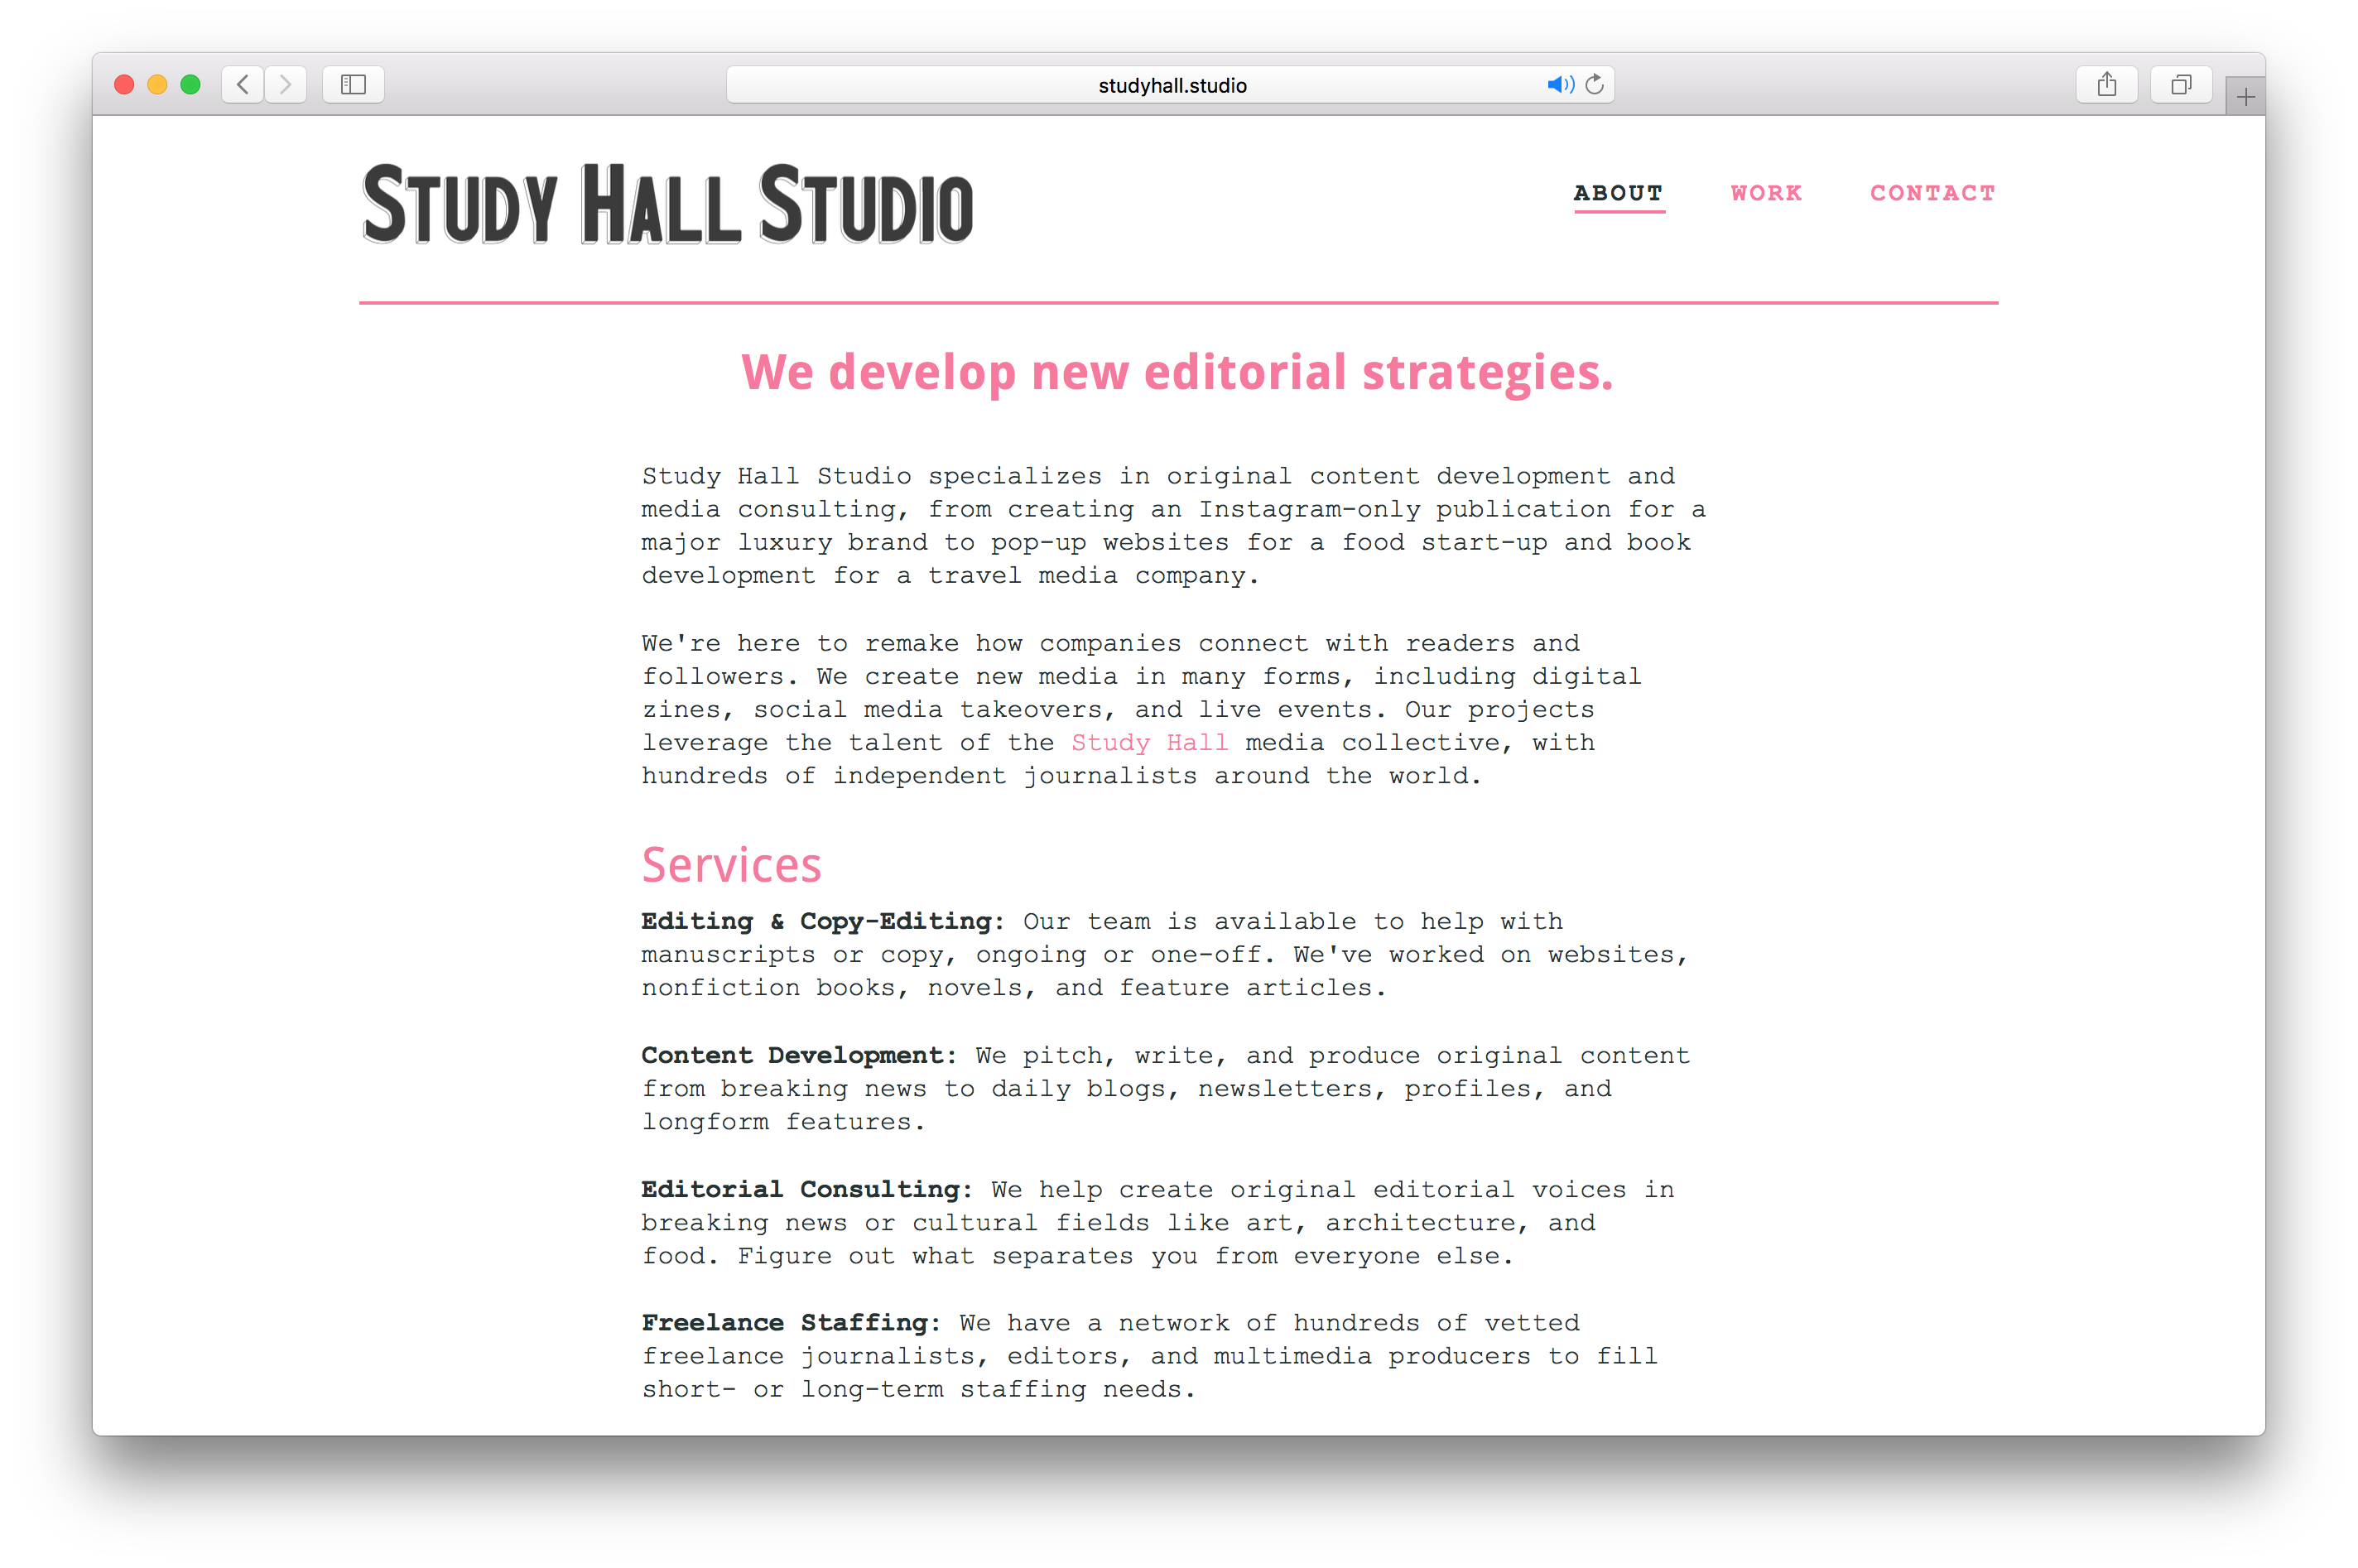 studyhall.studio
STUDY HALL STUDIO
ABOUT WORK CONTACT
We develop new editorial strategies.
Study Hall Studio specializes in original content development and
media consulting, from creating an Instagram-only publication for a
major luxury brand to pop-up websites for a food start-up and book
development for a travel media company.
We're here to remake how companies connect with readers and
followers. We create new media in many forms, including digital
zines, social media takeovers, and live events. Our projects
leverage the talent of the Study Hall media collective, with
hundreds of independent journalists around the world.
Services
Editing & Copy-Editing: Our team is available to help with
manuscripts or copy, ongoing or one-off. We've worked on websites,
nonfiction books, novels, and feature articles.
Content Development: We pitch, write, and produce original content
from breaking news to daily blogs, newsletters, profiles, and
longform features.
Editorial Consulting: We help create original editorial voices in
breaking news or cultural fields like art, architecture, and
food. Figure out what separates you from everyone else.
Freelance Staffing: We have a network of hundreds of vetted
freelance journalists, editors, and multimedia producers to fill
short- or long-term staffing needs.